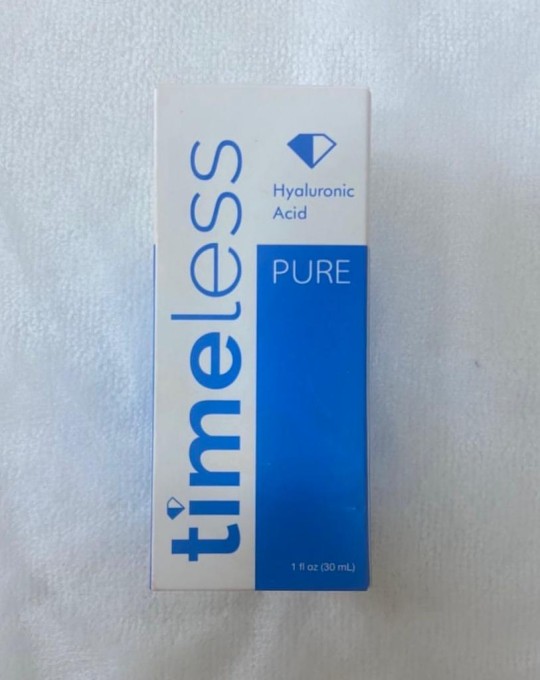 timeless
Hyaluronic
Acid
PURE
1 fl oz (30 mL)